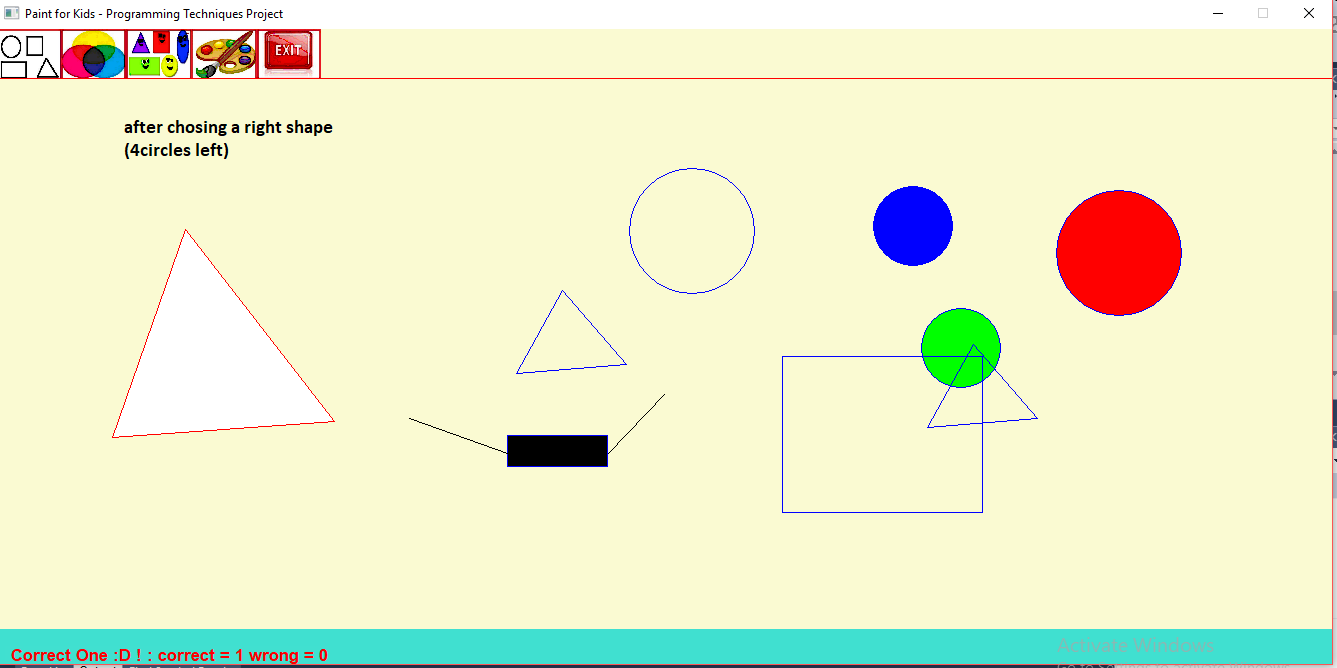 Paint for Kids - Programming Techniques Project
EXIT
after chosing a right shape
(4circles left)
Activate Windows
Correct One :D ! : correct = 1 wrong = 0